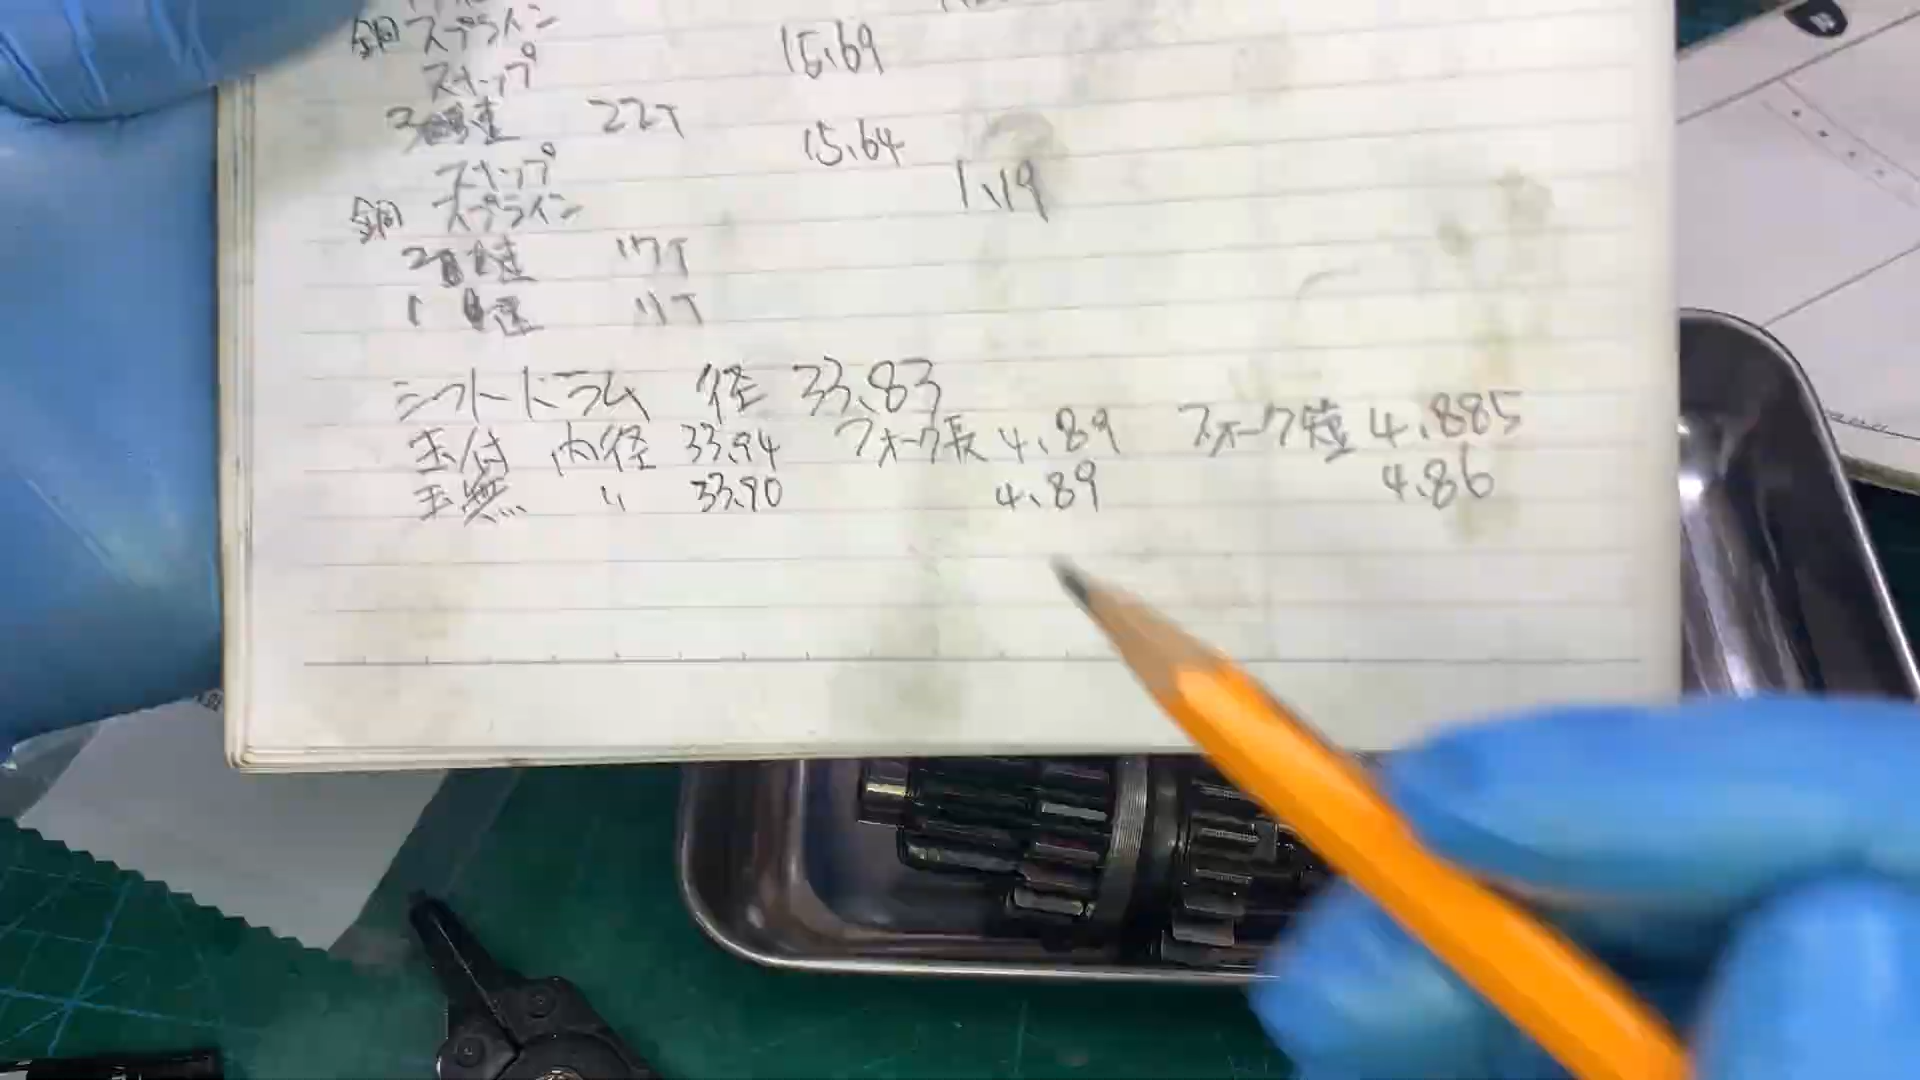 銅 スプライン
スナップ 15.69
3速 22T
15.64
スナップ 1.19
銅 スプライン
2速 17T
1速 11T
シフトドラム 径 33.83
玉付 内径 33.94 フォーク長 4.89 フォーク短 4.885
玉無 〃 33.90 4.89 4.86